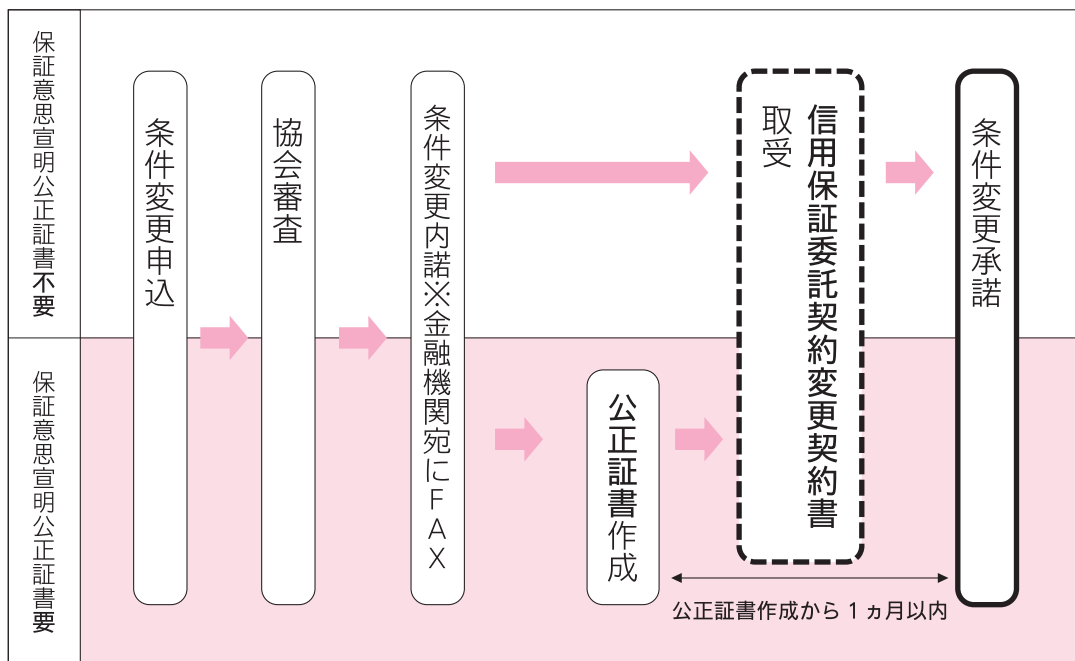 保証意思宣明公正証書不要
保証意思宣明公正証書要
条件変更申込
協会審査
条件変更内諾※金融機関宛にFAX
公正証書作成
信用保証委託契約変更契約書
取受
条件変更承諾
公正証書作成から1ヵ月以内